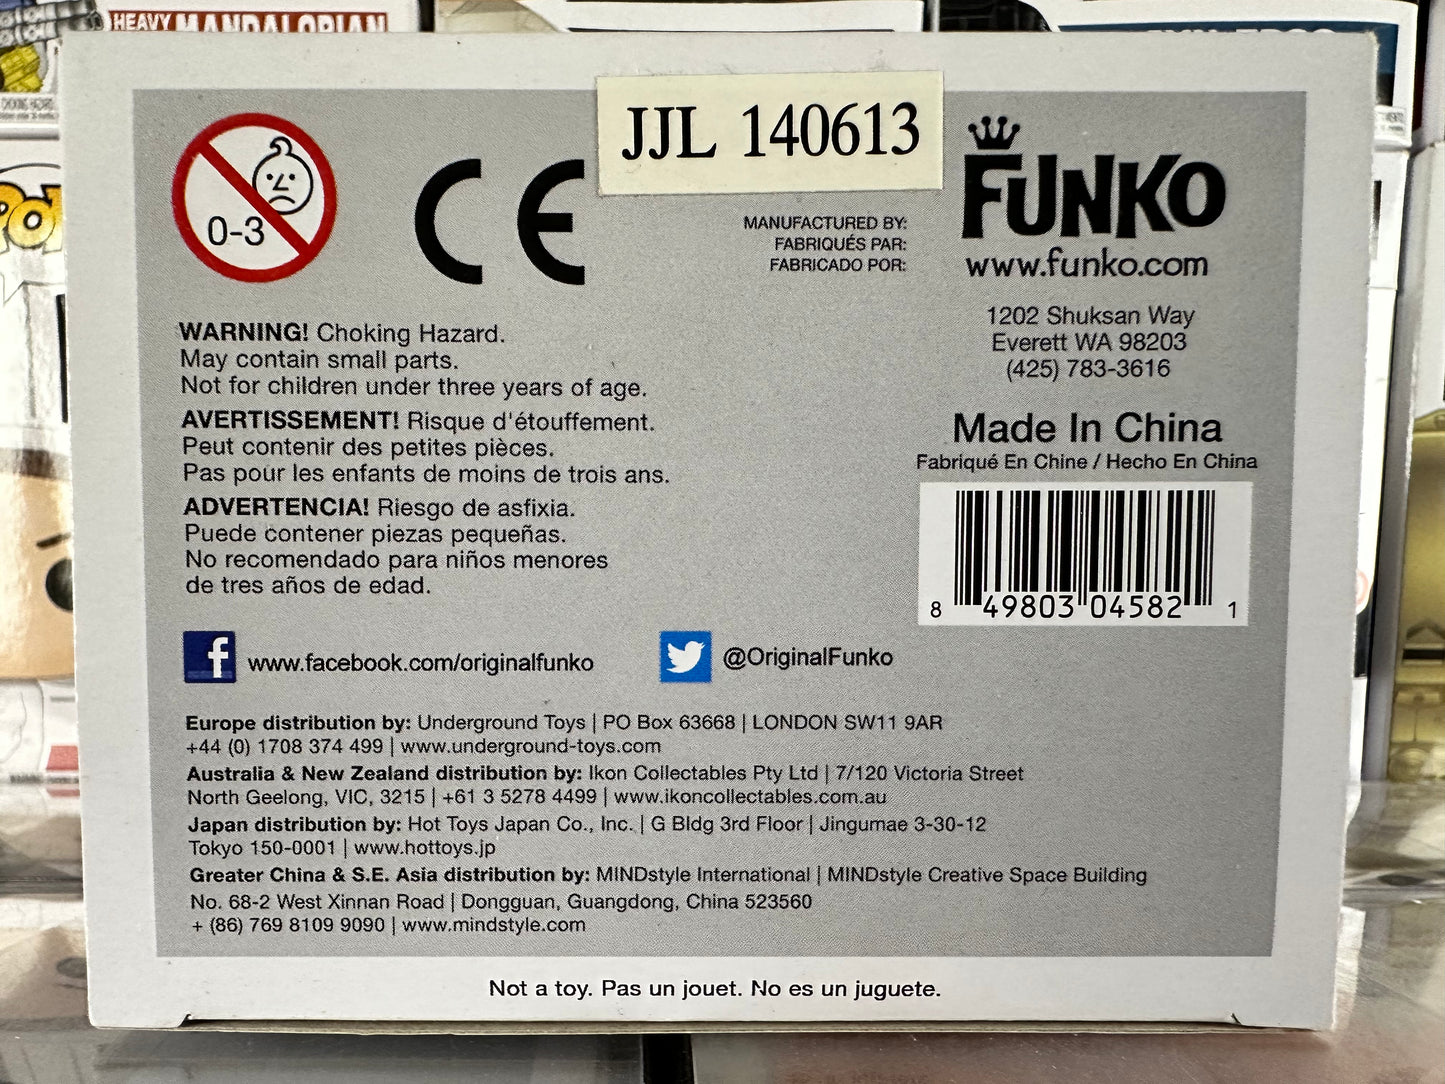 HEAVY MANDALORIAN
JJL 140613
0-3
CE
MANUFACTURED BY:
FABRIQUÉS PAR:
FABRICADO POR:
FUNKO
www.funko.com
1202 Shuksan Way
Everett WA 98203
(425) 783-3616
Made In China
Fabriqué En Chine / Hecho En China
8 49803 04582 1
WARNING! Choking Hazard.
May contain small parts.
Not for children under three years of age.
AVERTISSEMENT! Risque d'étouffement.
Peut contenir des petites pièces.
Pas pour les enfants de moins de trois ans.
ADVERTENCIA! Riesgo de asfixia.
Puede contener piezas pequeñas.
No recomendado para niños menores
de tres años de edad.
f www.facebook.com/originalfunko
@OriginalFunko
Europe distribution by: Underground Toys | PO Box 63668 | LONDON SW11 9AR
+44 (0) 1708 374 499 | www.underground-toys.com
Australia & New Zealand distribution by: Ikon Collectables Pty Ltd | 7/120 Victoria Street
North Geelong, VIC, 3215 | +61 3 5278 4499 | www.ikoncollectables.com.au
Japan distribution by: Hot Toys Japan Co., Inc. | G Bldg 3rd Floor | Jingumae 3-30-12
Tokyo 150-0001 | www.hottoys.jp
Greater China & S.E. Asia distribution by: MINDstyle International | MINDstyle Creative Space Building
No. 68-2 West Xinnan Road | Dongguan, Guangdong, China 523560
+ (86) 769 8109 9090 | www.mindstyle.com
Not a toy. Pas un jouet. No es un juguete.